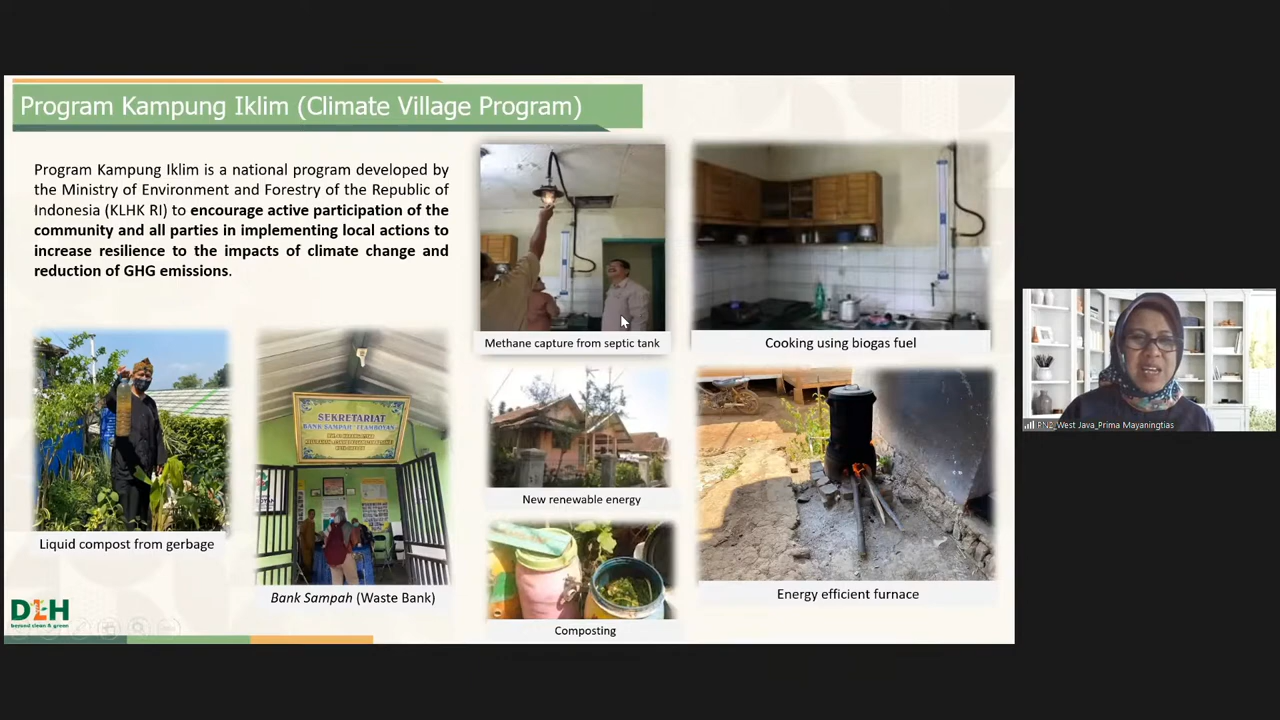 Program Kampung Iklim (Climate Village Program)
Program Kampung Iklim is a national program developed by
the Ministry of Environment and Forestry of the Republic of
Indonesia (KLHK RI) to encourage active participation of the
community and all parties in implementing local actions to
increase resilience to the impacts of climate change and
reduction of GHG emissions.
Methane capture from septic tank
Cooking using biogas fuel
Liquid compost from gerbage
SEKRETARIAT
BANK SAMPAH "FLAMBOYAN"
Bank Sampah (Waste Bank)
New renewable energy
Composting
Energy efficient furnace
DLH
beyond clean & green
PN2_West Java_Prima Mayaningtias